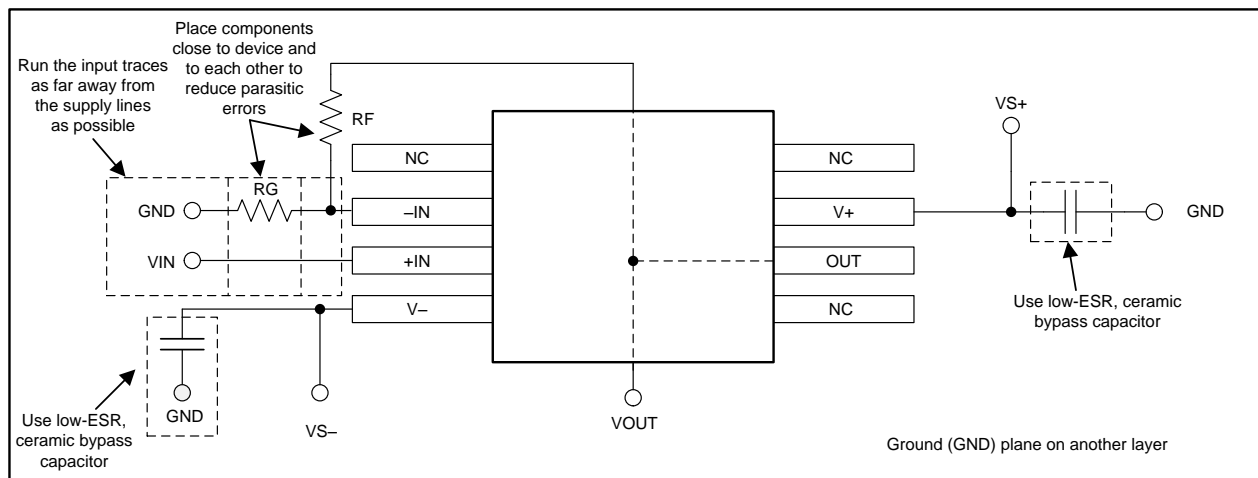 Place components
close to device and
to each other to
reduce parasitic
errors
Run the input traces
as far away from
the supply lines
as possible
RF
VS+
NC
NC
RG
GND
–IN
V+
GND
VIN
+IN
OUT
V–
NC
Use low-ESR, ceramic
bypass capacitor
GND
Use low-ESR,
ceramic bypass
capacitor
VS–
VOUT
Ground (GND) plane on another layer